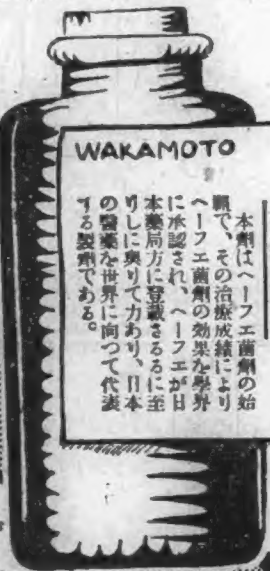 WAKAMOTO
本劑はヘーフエ菌劑の始
で、その治療成績により
ヘーフエ菌劑の効果を學界
に承認され、ヘーフエが日
本藥局方に登載さるるに至
りしに與りて力あり、日本
の醫藥を世界に向つて代表
する製劑である。